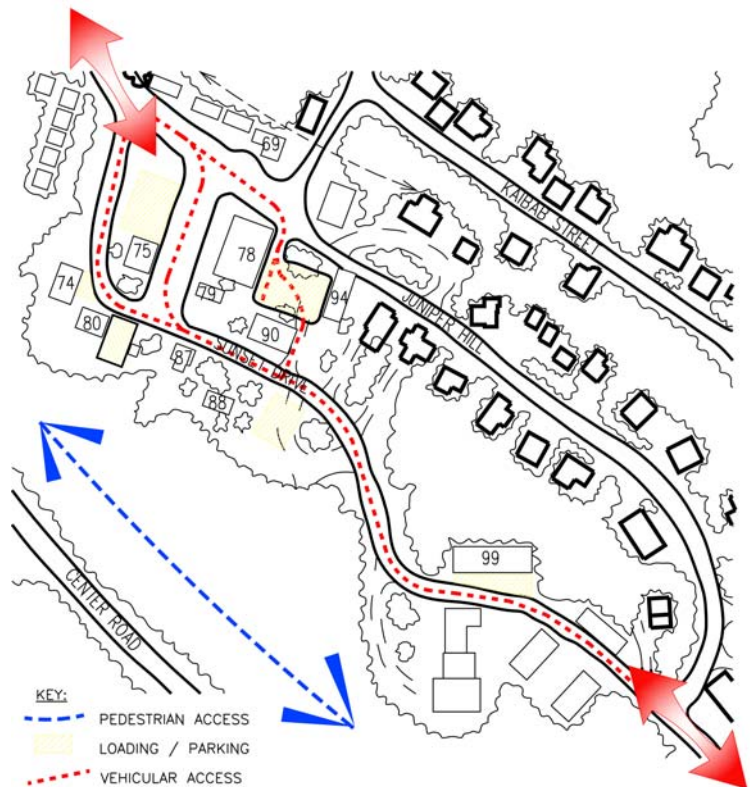 69
KAIBAB STREET
75
78
74
79
94
JUNIPER HILL
80
90
87
SUNSET DRIVE
88
99
CENTER ROAD
KEY:
PEDESTRIAN ACCESS
LOADING / PARKING
VEHICULAR ACCESS